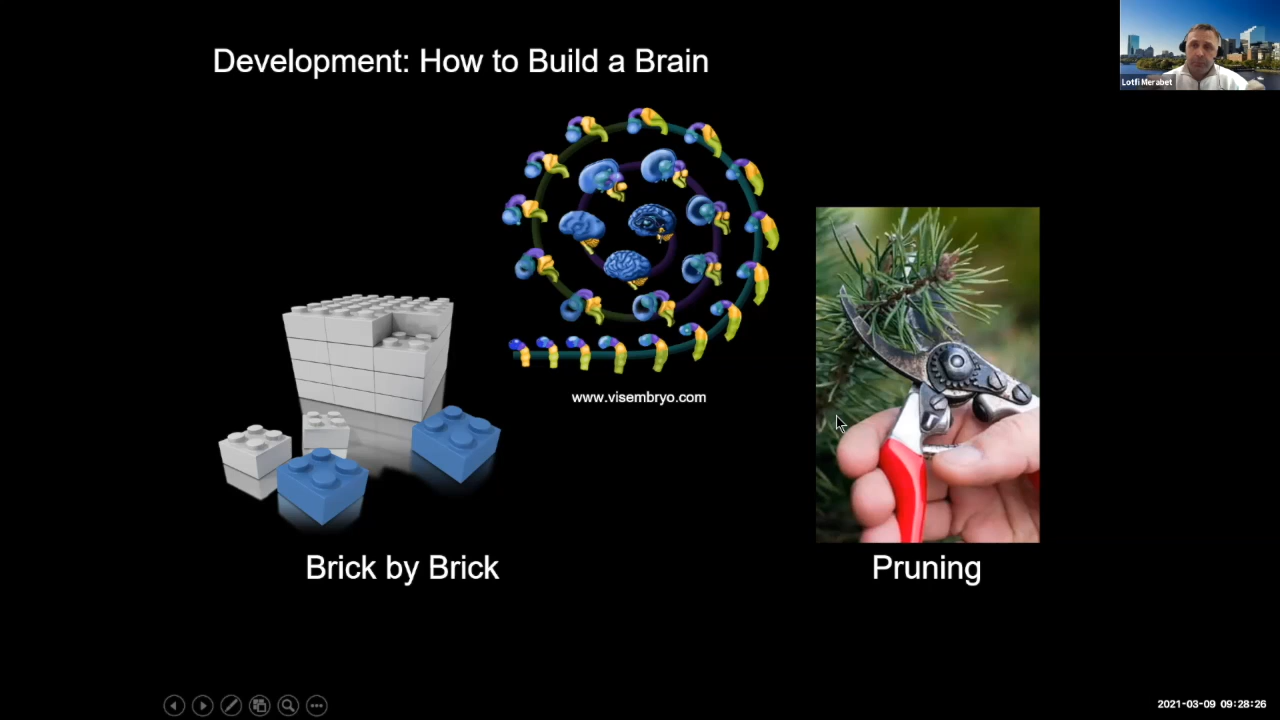 Development: How to Build a Brain
Lotfi Merabet
www.visembryo.com
Brick by Brick
Pruning
2021-03-09 09:28:26